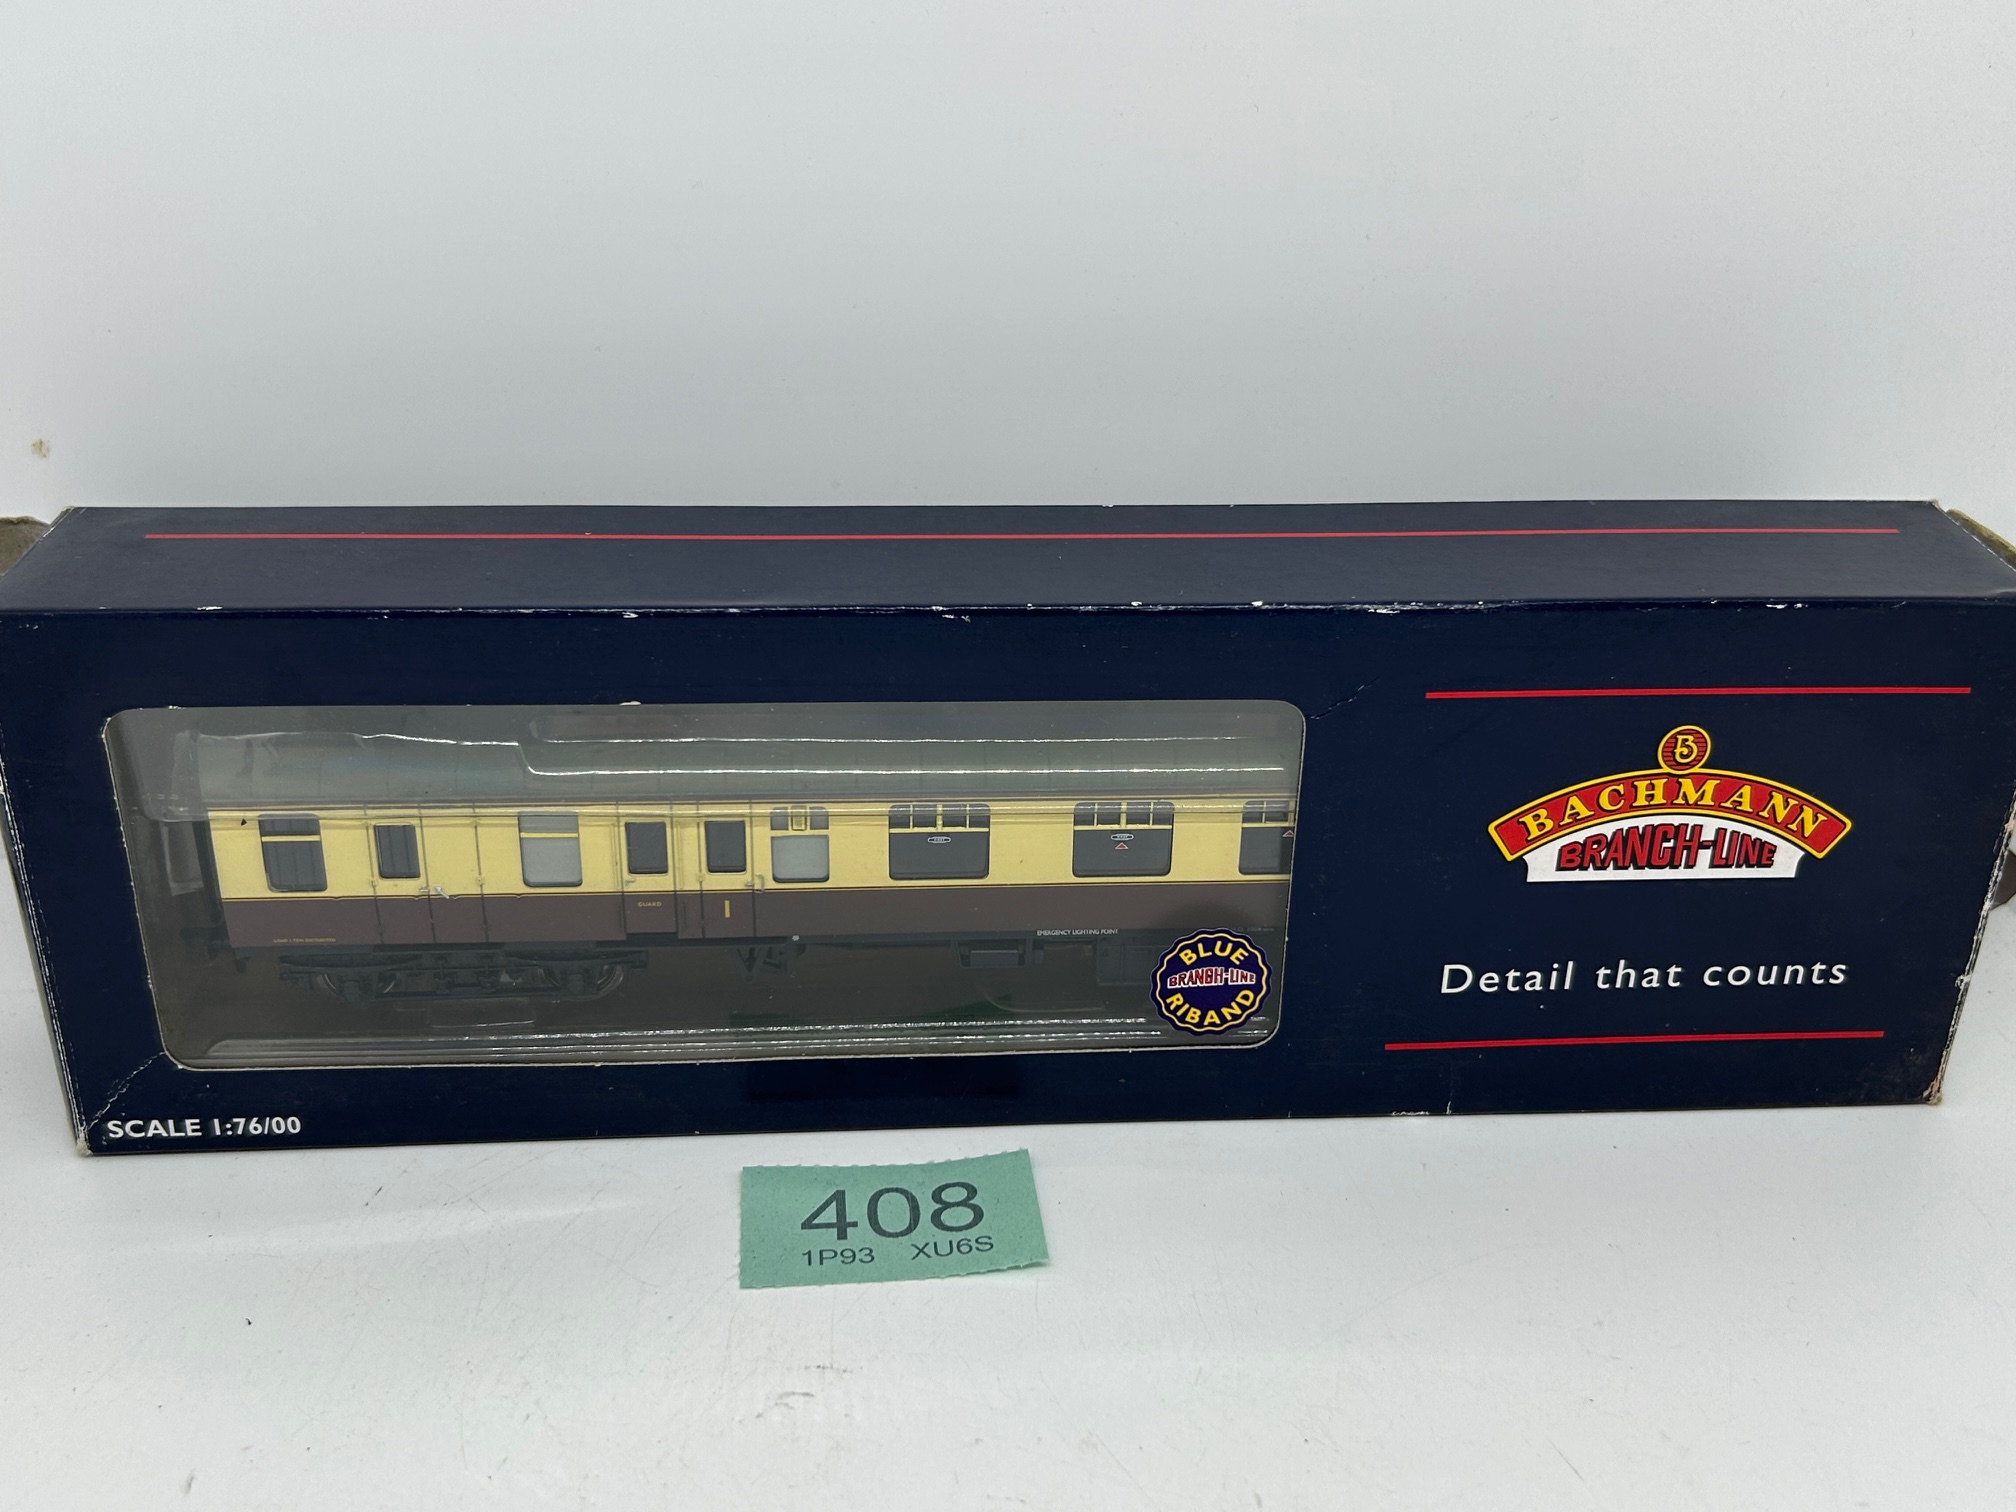 B
BACHMANN
BRANCH-LINE
Detail that counts
GUARD
1
EMERGENCY LIGHTING POINT
BLUE
BRANCH-LINE
RIBAND
SCALE 1:76/00
408
1P93 XU6S